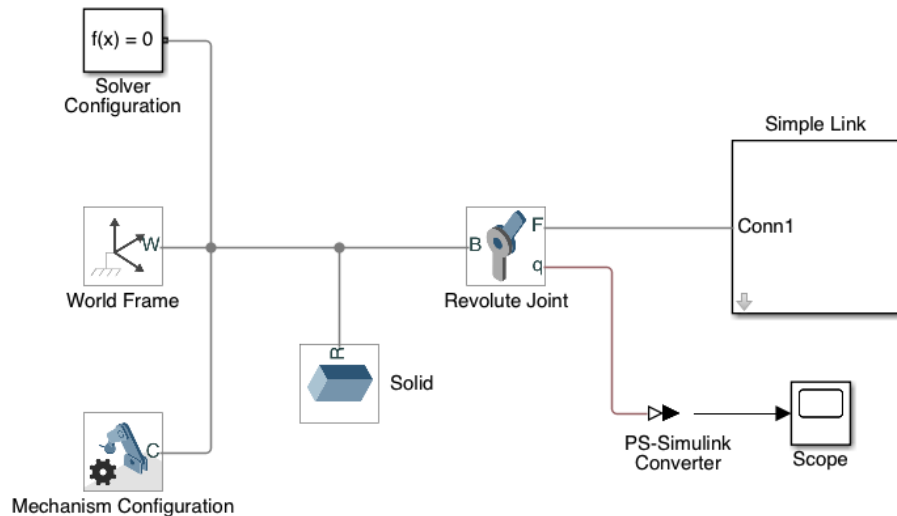 f(x) = 0
Solver
Configuration
Simple Link
W
World Frame
B
F
q
Revolute Joint
Conn1
R
Solid
C
Mechanism Configuration
PS-Simulink
Converter
Scope